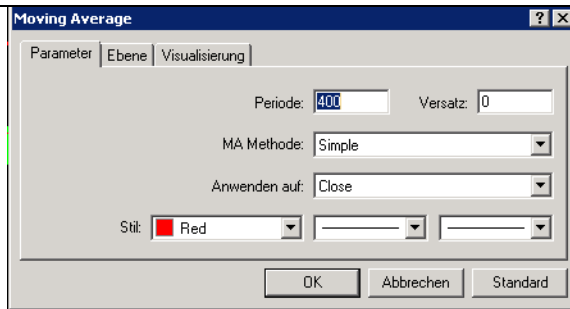 Moving Average
Parameter Ebene Visualisierung
Periode: 400 Versatz: 0
MA Methode: Simple
Anwenden auf: Close
Stil: Red
OK Abbrechen Standard